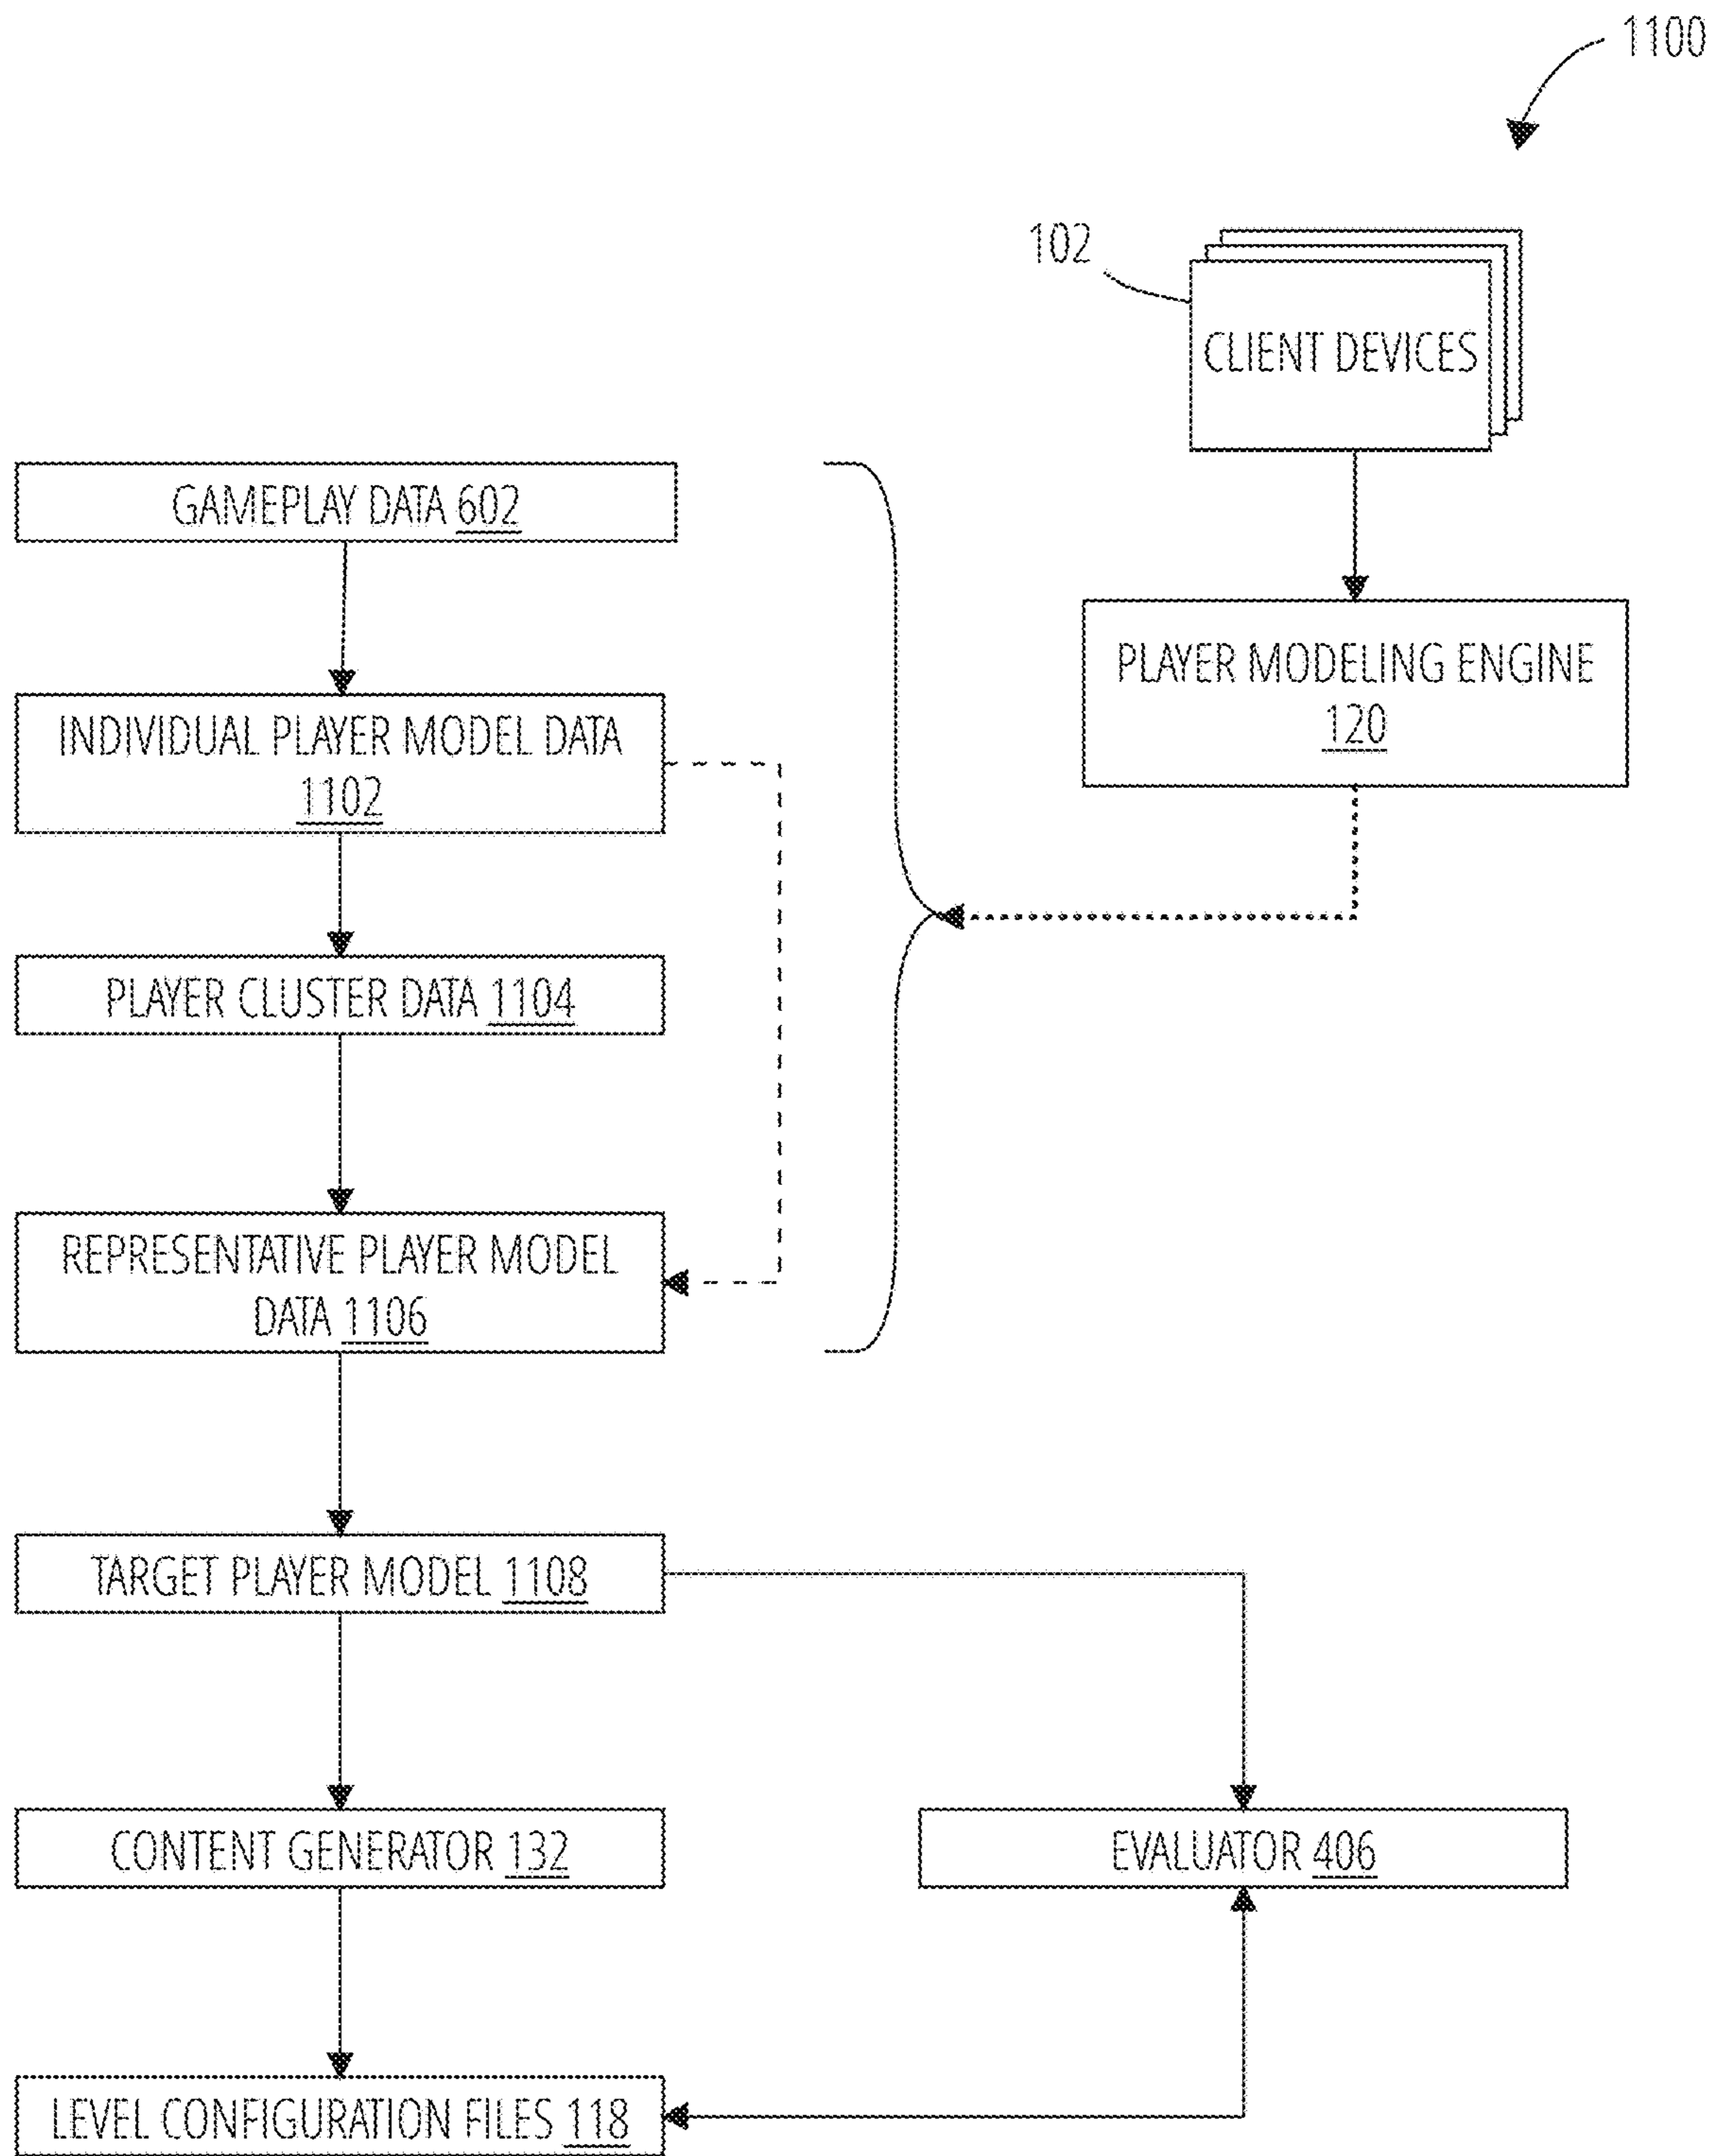 1100
102
CLIENT DEVICES
GAMEPLAY DATA 602
PLAYER MODELING ENGINE
120
INDIVIDUAL PLAYER MODEL DATA
1102
PLAYER CLUSTER DATA 1104
REPRESENTATIVE PLAYER MODEL
DATA 1106
TARGET PLAYER MODEL 1108
CONTENT GENERATOR 132
EVALUATOR 406
LEVEL CONFIGURATION FILES 118